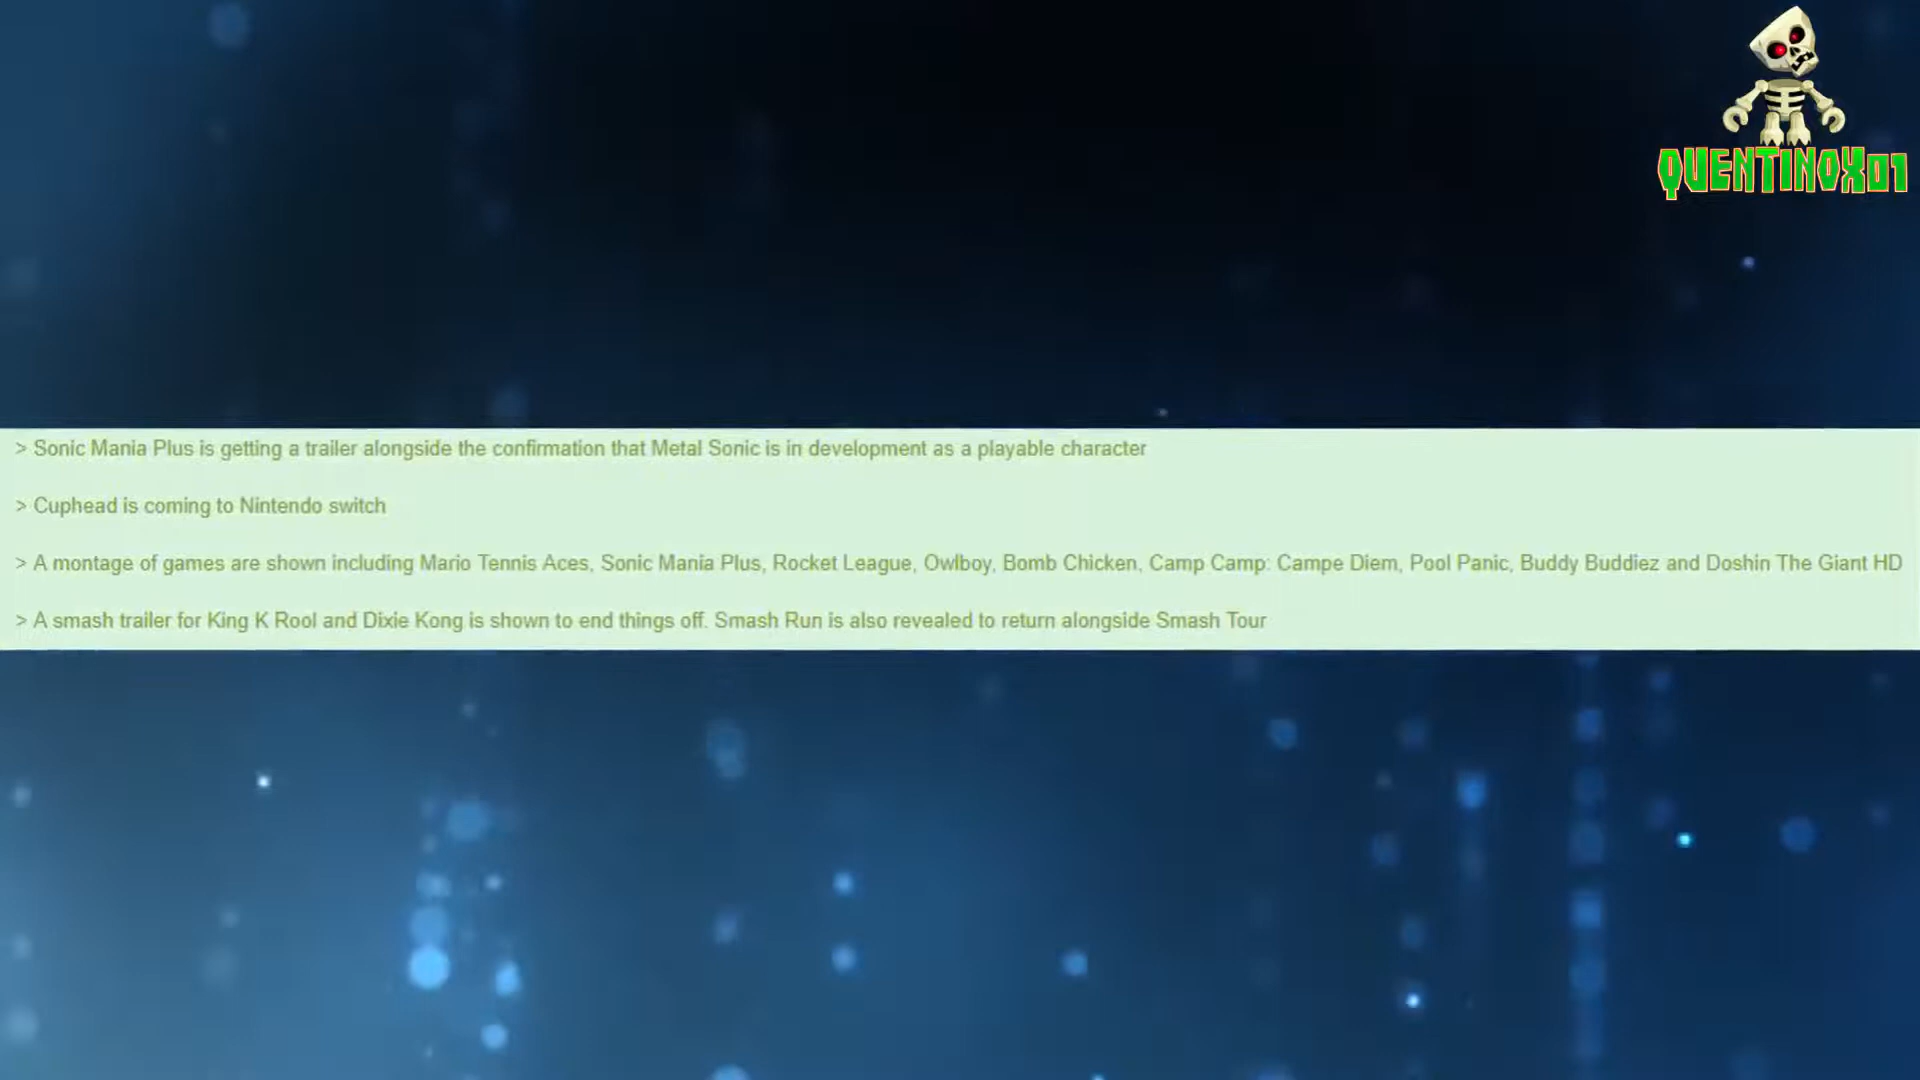 QUENTINOX01
> Sonic Mania Plus is getting a trailer alongside the confirmation that Metal Sonic is in development as a playable character
> Cuphead is coming to Nintendo switch
> A montage of games are shown including Mario Tennis Aces, Sonic Mania Plus, Rocket League, Owlboy, Bomb Chicken, Camp Camp: Campe Diem, Pool Panic, Buddy Buddiez and Doshin The Giant HD
> A smash trailer for King K Rool and Dixie Kong is shown to end things off. Smash Run is also revealed to return alongside Smash Tour